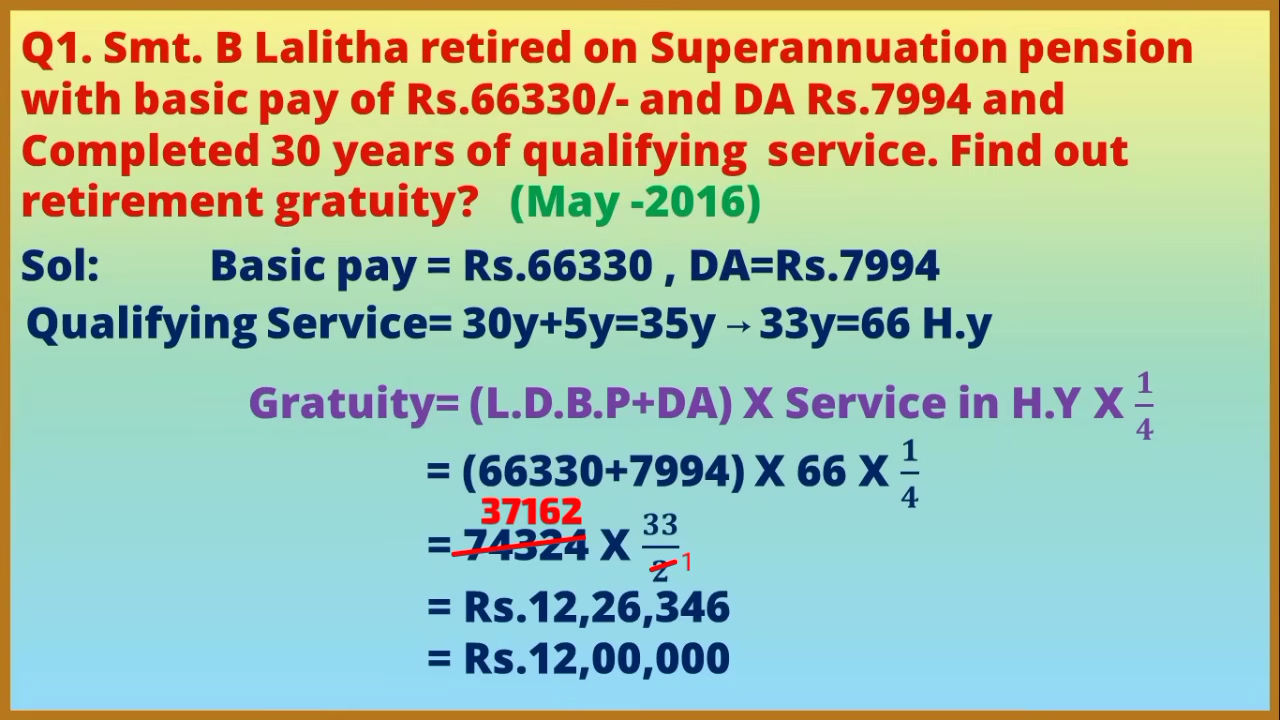 Q1. Smt. B Lalitha retired on Superannuation pension
with basic pay of Rs.66330/- and DA Rs.7994 and
Completed 30 years of qualifying service. Find out
retirement gratuity? (May -2016)
Sol: Basic pay = Rs.66330 , DA=Rs.7994
Qualifying Service= 30y+5y=35y → 33y=66 H.y
Gratuity= (L.D.B.P+DA) X Service in H.Y X 1/4
= (66330+7994) X 66 X 1/4
37162
= 74324 X 33/2 1
= Rs.12,26,346
= Rs.12,00,000